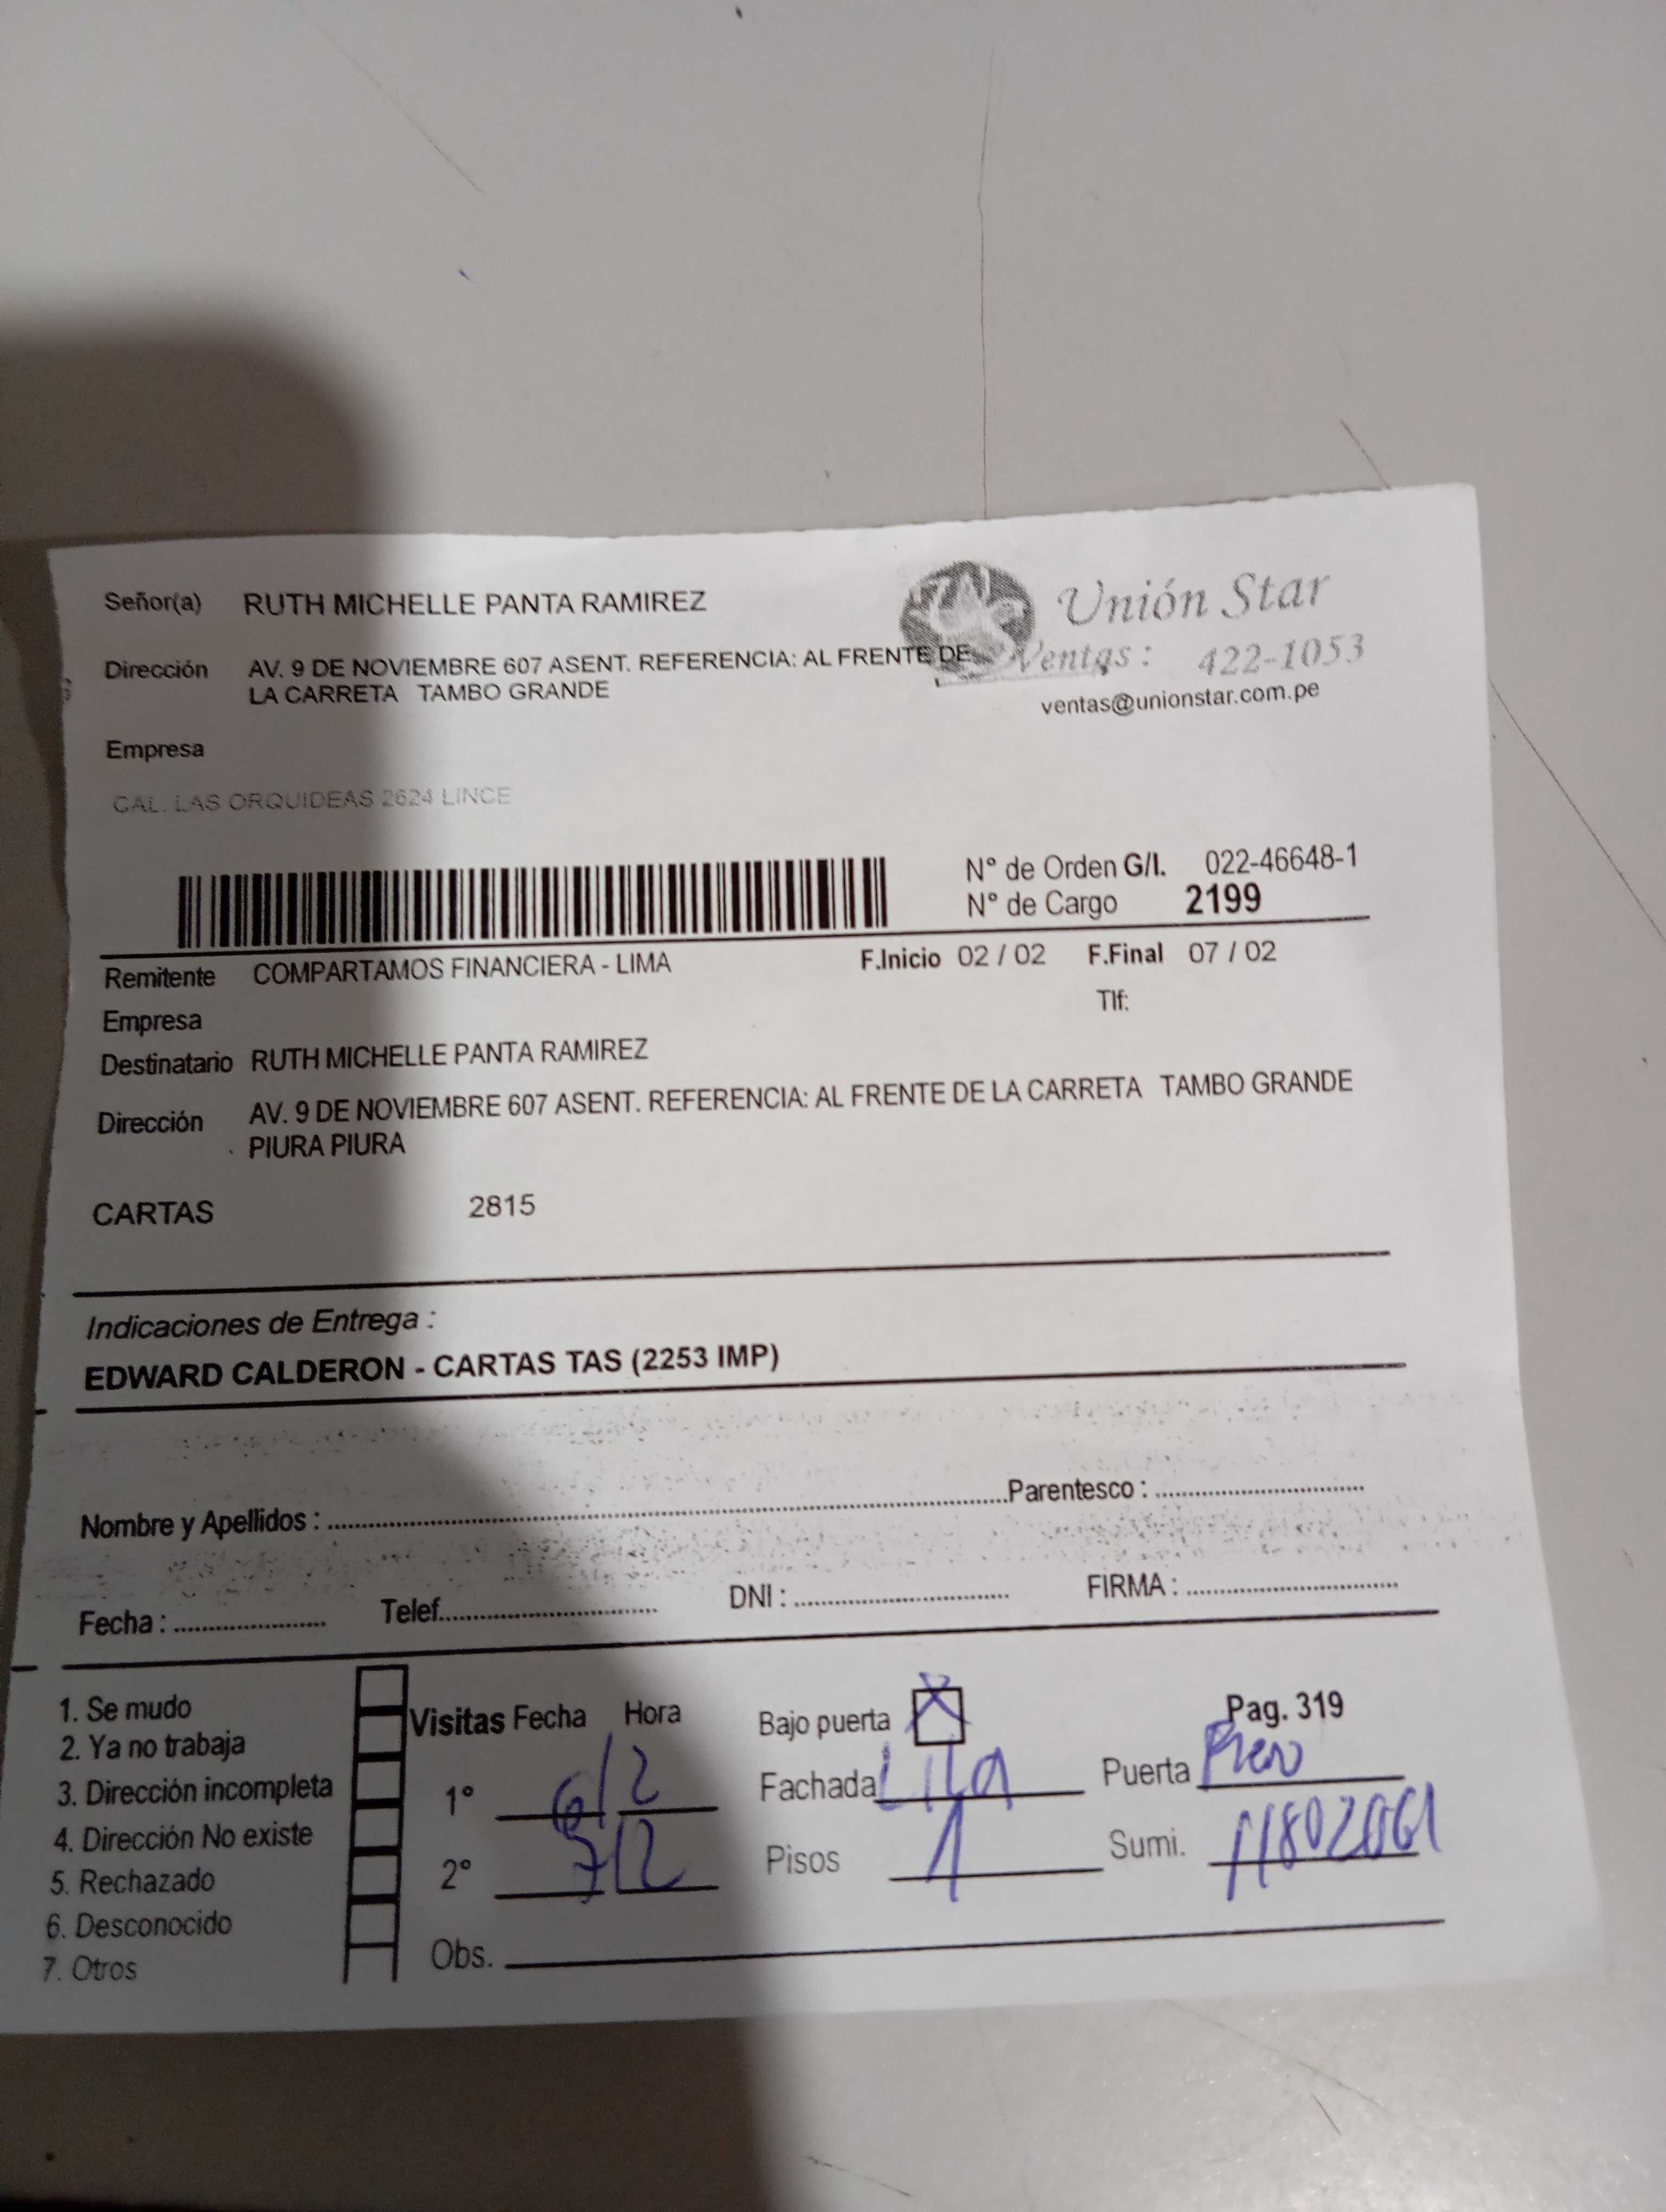 Señor(a) RUTH MICHELLE PANTA RAMIREZ
Unión Star
Dirección AV. 9 DE NOVIEMBRE 607 ASENT. REFERENCIA: AL FRENTE DE
LA CARRETA TAMBO GRANDE
Ventas: 422-1053
ventas@unionstar.com.pe
Empresa
CAL. LAS ORQUIDEAS 2624 LINCE
N° de Orden G/I. 022-46648-1
N° de Cargo 2199
Remitente COMPARTAMOS FINANCIERA - LIMA F.Inicio 02 / 02 F.Final 07 / 02
Empresa Tlf:
Destinatario RUTH MICHELLE PANTA RAMIREZ
Dirección AV. 9 DE NOVIEMBRE 607 ASENT. REFERENCIA: AL FRENTE DE LA CARRETA TAMBO GRANDE
PIURA PIURA
CARTAS 2815
Indicaciones de Entrega :
EDWARD CALDERON - CARTAS TAS (2253 IMP)
Nombre y Apellidos : Parentesco :
Fecha : Telef. DNI : FIRMA :
1. Se mudo
2. Ya no trabaja
3. Dirección incompleta
4. Dirección No existe
5. Rechazado
6. Desconocido
7. Otros
Visitas Fecha Hora
1° 6/2
2° 7/2
Obs.
Bajo puerta X
Pag. 319
Fachada LILA
Puerta
Pisos 1
Sumi.